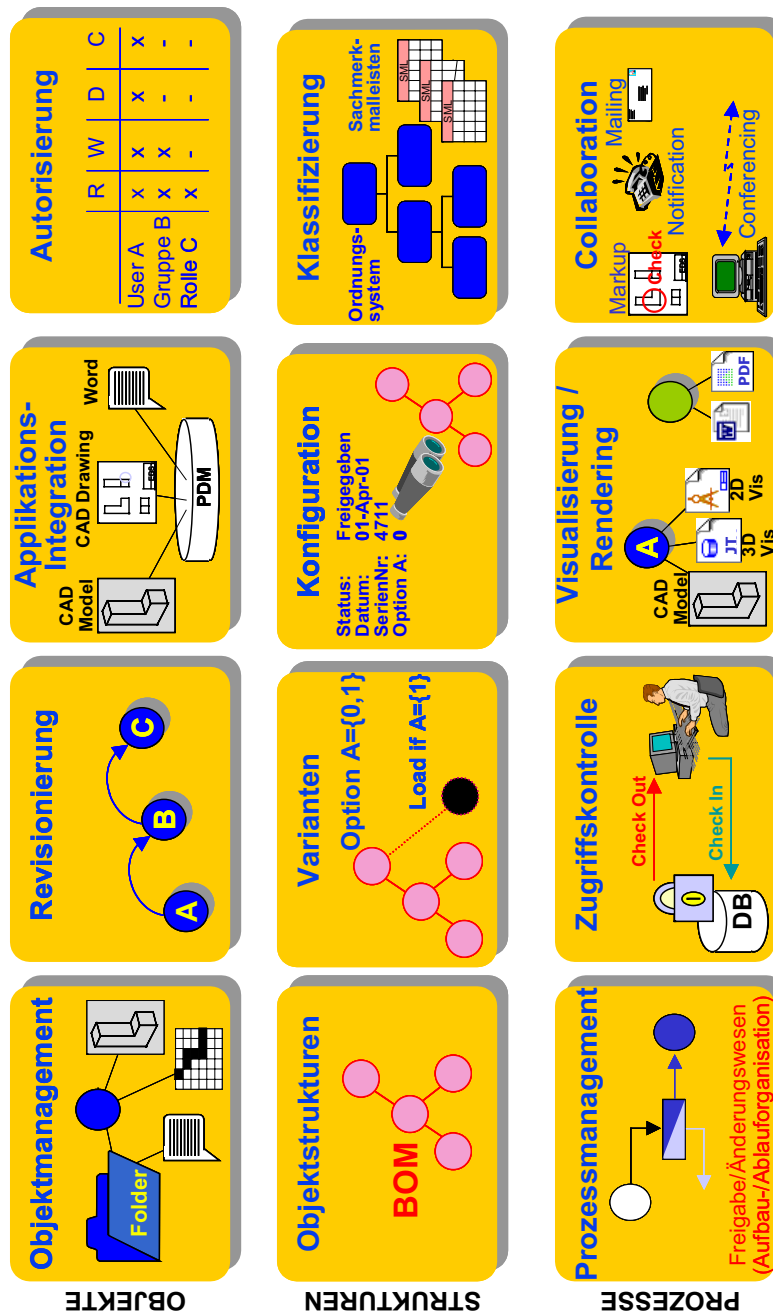 OBJEKTE
Objektmanagement
Folder
Revisionierung
A
B
C
Applikations-
Integration
CAD
Model
CAD Drawing
Word
PDM
Autorisierung
R W D C
User A x x x x
Gruppe B x x - -
Rolle C x - - -
STRUKTUREN
Objektstrukturen
BOM
Varianten
Option A={0,1}
Load if A={1}
Konfiguration
Status: Freigegeben
Datum: 01-Apr-01
SerienNr: 4711
Option A: 0
Klassifizierung
Ordnungs-
system
Sachmerk-
malleisten
SML
SML
SML
PROZESSE
Prozessmanagement
Freigabe/Änderungswesen
(Aufbau-/Ablauforganisation)
Zugriffskontrolle
Check Out
Check In
DB
Visualisierung /
Rendering
CAD
Model
A
JT
3D
Vis
2D
Vis
W
PDF
Collaboration
Markup
Check
Notification
Mailing
Conferencing